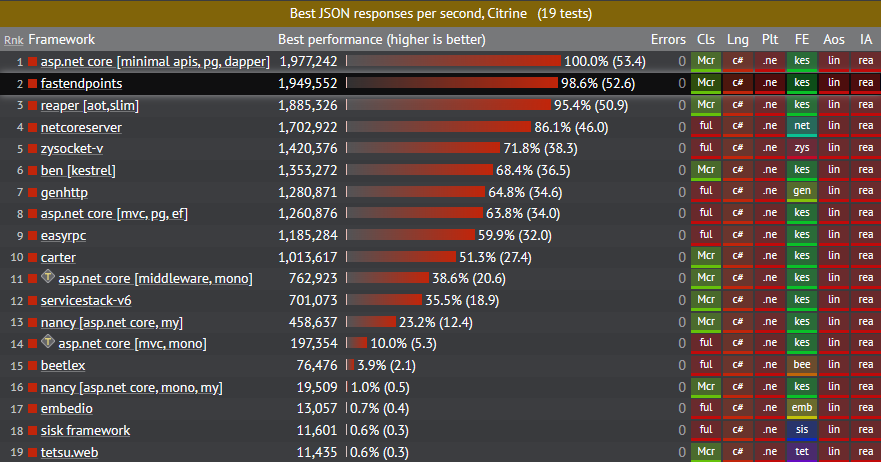 Best JSON responses per second, Citrine (19 tests)
Rnk Framework Best performance (higher is better) Errors Cls Lng Plt FE Aos IA
1 asp.net core [minimal apis, pg, dapper] 1,977,242 100.0% (53.4) Mcr c# .ne kes lin rea
2 fastendpoints 1,949,552 98.6% (52.6) 0 Mcr c# .ne kes lin rea
3 reaper [aot,slim] 1,885,326 95.4% (50.9) 0 Mcr c# .ne kes lin rea
4 netcoreserver 1,702,922 86.1% (46.0) 0 ful c# .ne net lin rea
5 zysocket-v 1,420,376 71.8% (38.3) 0 ful c# .ne zys lin rea
6 ben [kestrel] 1,353,272 68.4% (36.5) 0 Mcr c# .ne kes lin rea
7 genhttp 1,280,871 64.8% (34.6) 0 ful c# .ne gen lin rea
8 asp.net core [mvc, pg, ef] 1,260,876 63.8% (34.0) 0 ful c# .ne kes lin rea
9 easyrpc 1,185,284 59.9% (32.0) 0 ful c# .ne kes lin rea
10 carter 1,013,617 51.3% (27.4) 0 Mcr c# .ne kes lin rea
11 T asp.net core [middleware, mono] 762,923 38.6% (20.6) 0 Mcr c# .ne kes lin rea
12 servicestack-v6 701,073 35.5% (18.9) 0 Mcr c# .ne kes lin rea
13 nancy [asp.net core, my] 458,637 23.2% (12.4) 0 Mcr c# .ne kes lin rea
14 T asp.net core [mvc, mono] 197,354 10.0% (5.3) 0 ful c# .ne kes lin rea
15 beetlex 76,476 3.9% (2.1) 0 ful c# .ne bee lin rea
16 nancy [asp.net core, mono, my] 19,509 1.0% (0.5) 0 Mcr c# .ne kes lin rea
17 embedio 13,057 0.7% (0.4) 0 ful c# .ne emb lin rea
18 sisk framework 11,601 0.6% (0.3) 0 ful c# .ne sis lin rea
19 tetsu.web 11,435 0.6% (0.3) 0 Mcr c# .ne tet lin rea